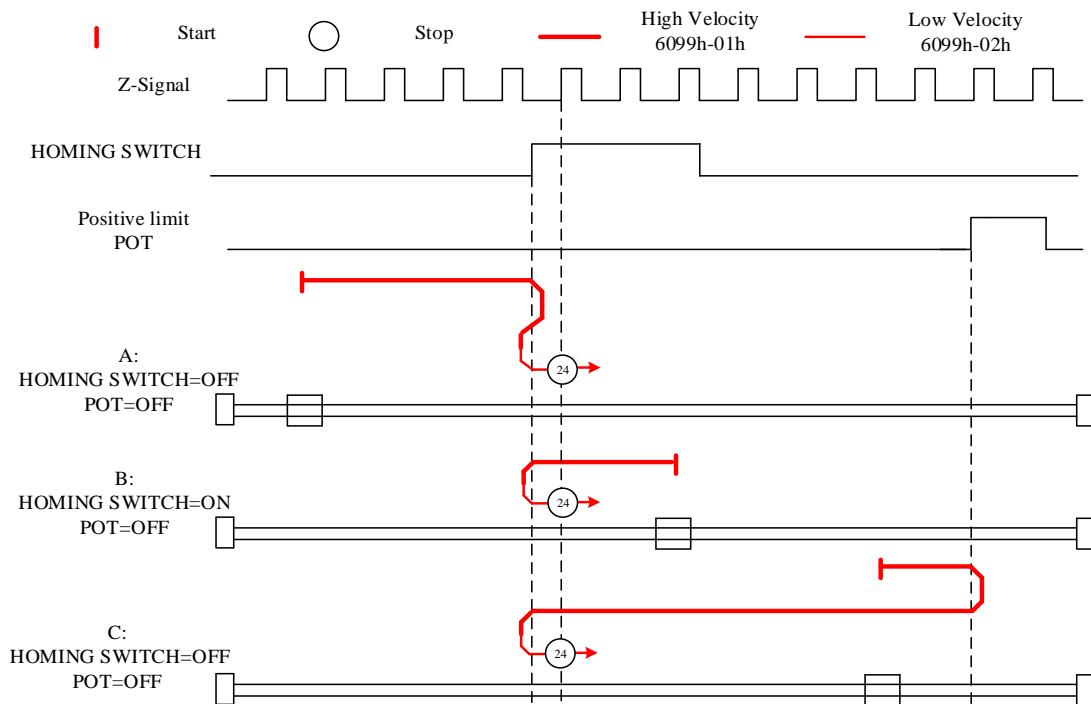 Start
Stop
High Velocity
6099h-01h
Low Velocity
6099h-02h
Z-Signal
HOMING SWITCH
Positive limit
POT
24
A:
HOMING SWITCH=OFF
POT=OFF
24
B:
HOMING SWITCH=ON
POT=OFF
24
C:
HOMING SWITCH=OFF
POT=OFF